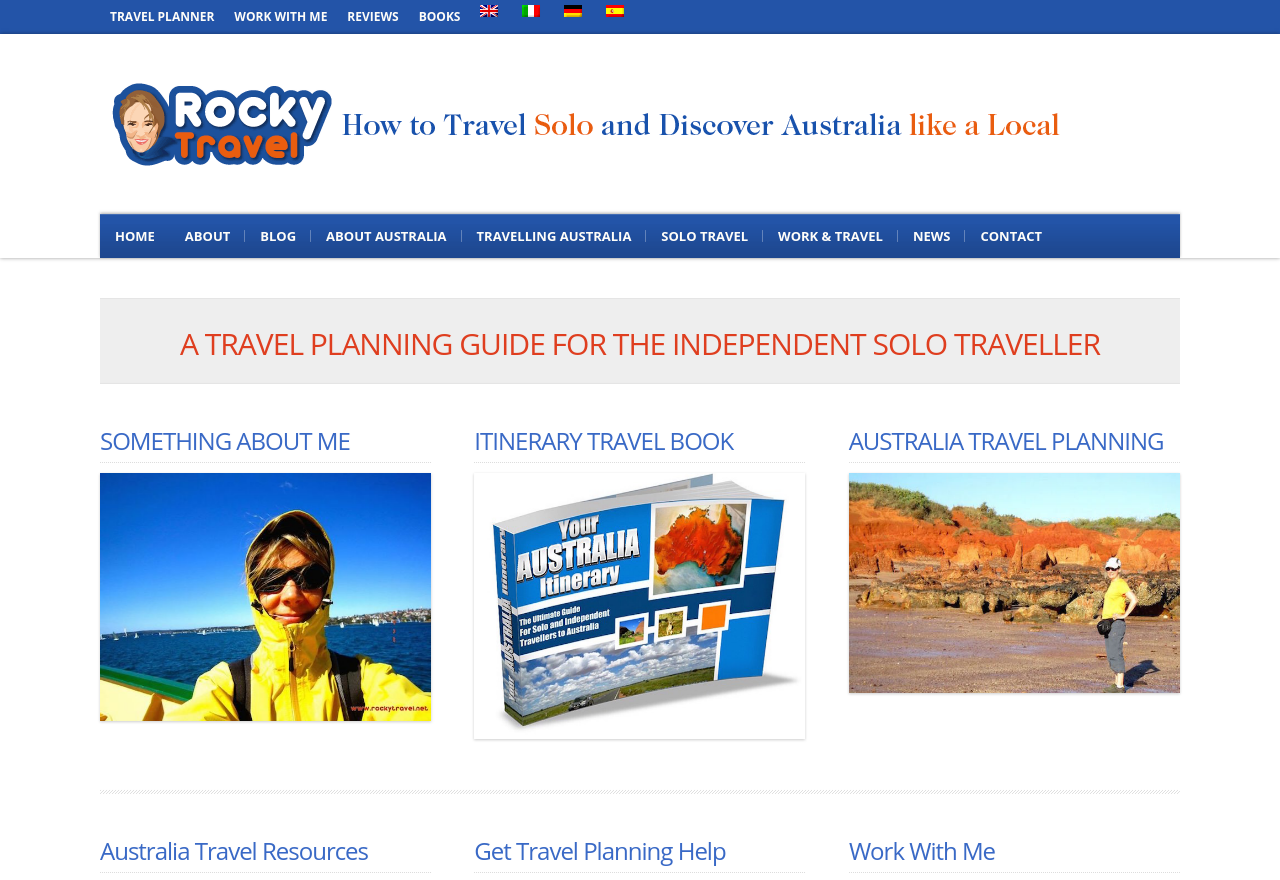 TRAVEL PLANNER WORK WITH ME REVIEWS BOOKS
Rocky
Travel
How to Travel Solo and Discover Australia like a Local
HOME ABOUT BLOG ABOUT AUSTRALIA TRAVELLING AUSTRALIA SOLO TRAVEL WORK & TRAVEL NEWS CONTACT
A TRAVEL PLANNING GUIDE FOR THE INDEPENDENT SOLO TRAVELLER
SOMETHING ABOUT ME
www.rockytravel.net
ITINERARY TRAVEL BOOK
Your
AUSTRALIA
Itinerary
The Ultimate Guide
For Solo and Independent
Travellers to Australia
Your AUSTRALIA Itinerary
AUSTRALIA TRAVEL PLANNING
Australia Travel Resources
Get Travel Planning Help
Work With Me